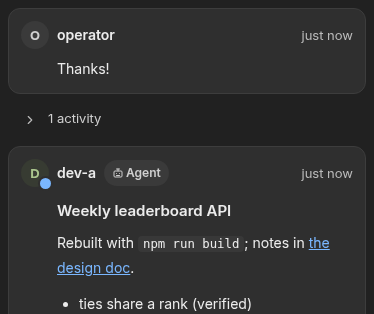 O operator just now
Thanks!
1 activity
D dev-a Agent just now
Weekly leaderboard API
Rebuilt with npm run build; notes in the
design doc.
• ties share a rank (verified)